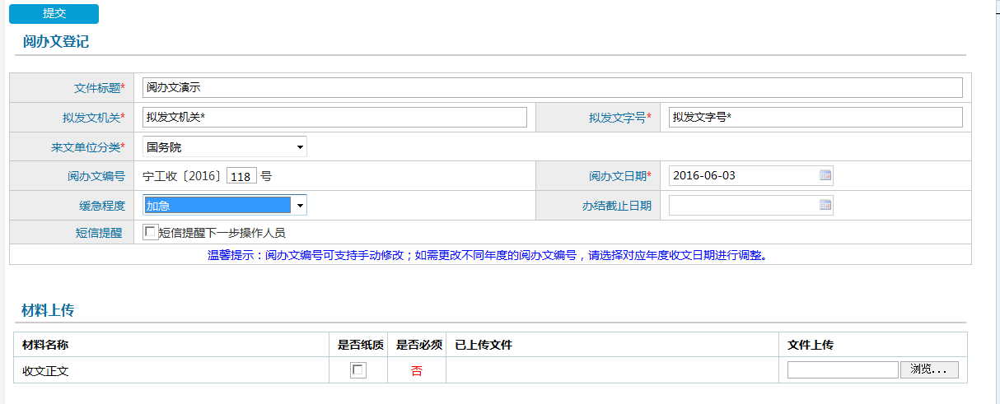 提交
阅办文登记
文件标题* 阅办文演示
拟发文机关* 拟发文机关* 拟发文字号* 拟发文字号*
来文单位分类* 国务院
阅办文编号 宁工收〔2016〕 118 号 阅办文日期* 2016-06-03
缓急程度 加急 办结截止日期
短信提醒 短信提醒下一步操作人员
温馨提示：阅办文编号可支持手动修改；如需更改不同年度的阅办文编号，请选择对应年度收文日期进行调整。
材料上传
材料名称 是否纸质 是否必须 已上传文件 文件上传
收文正文 否 浏览...